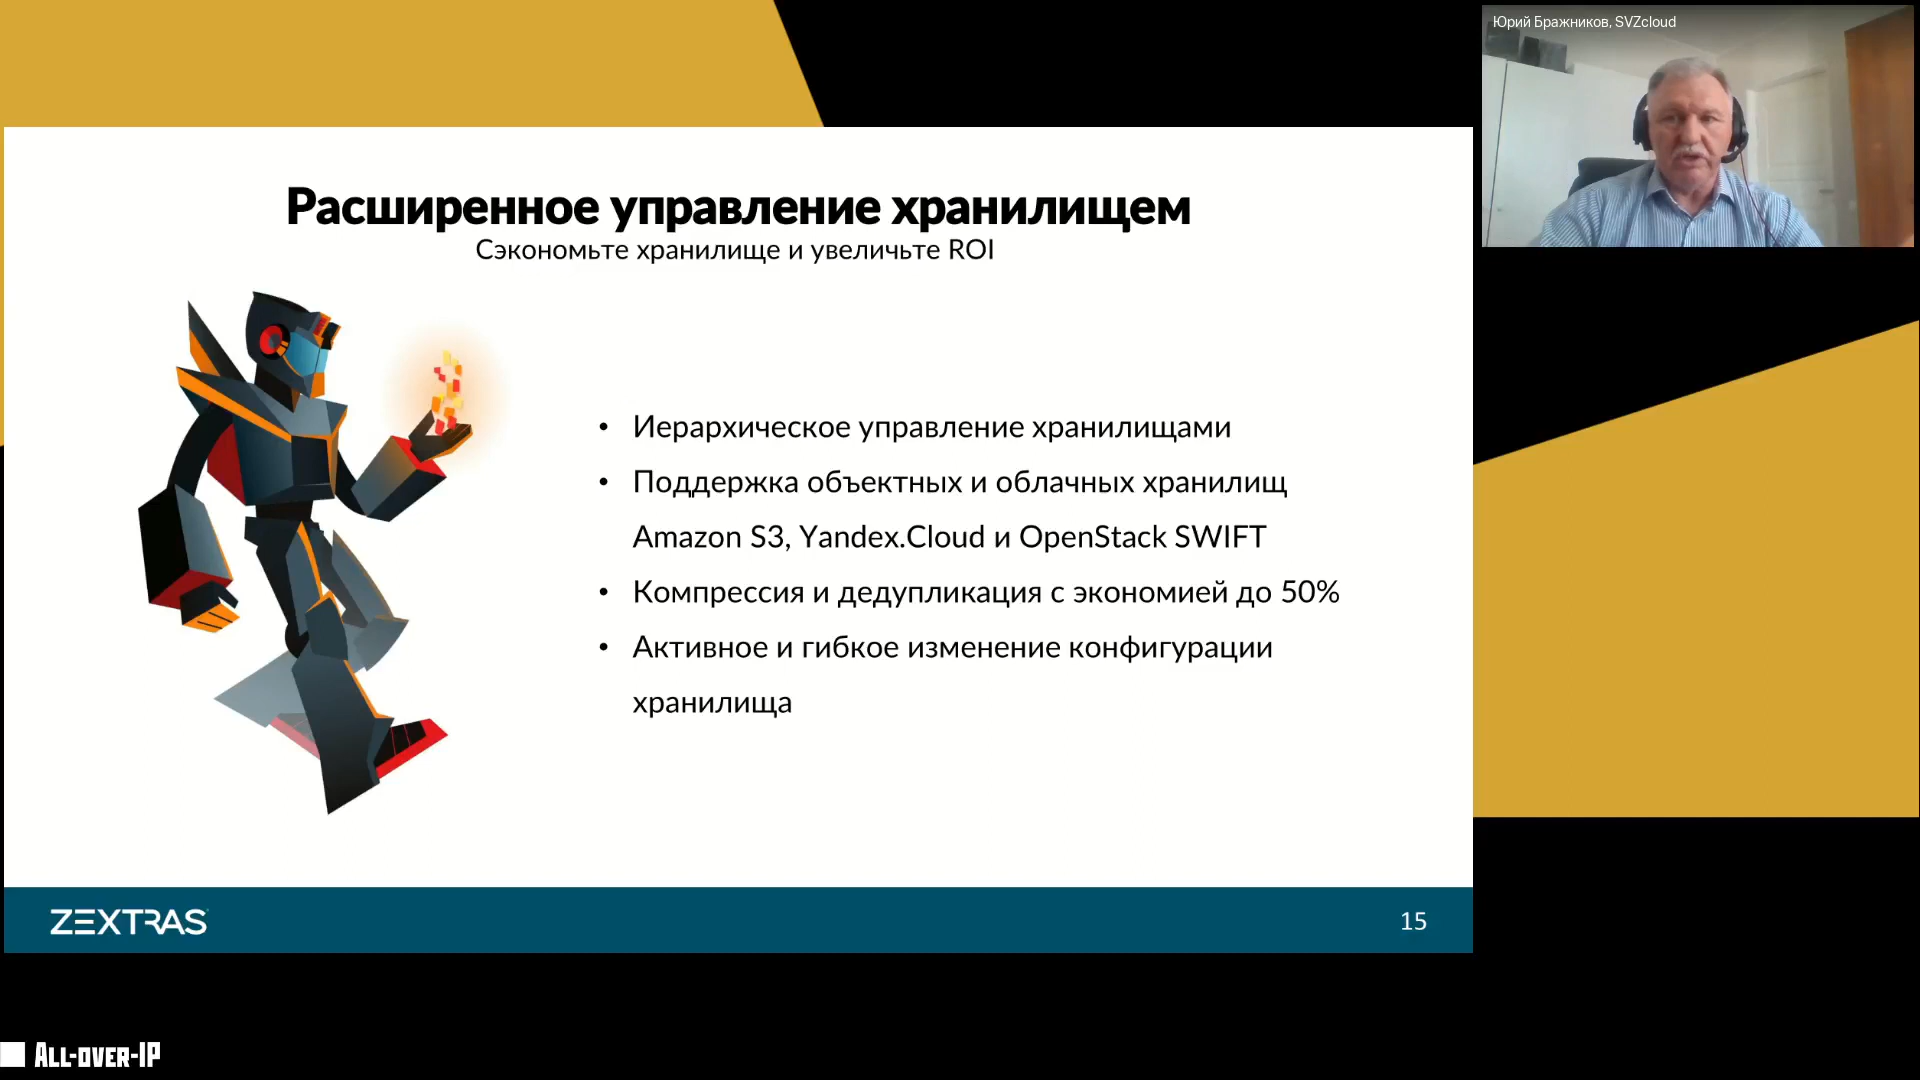 Юрий Бражников, SVZcloud
Расширенное управление хранилищем
Сэкономьте хранилище и увеличьте ROI
• Иерархическое управление хранилищами
• Поддержка объектных и облачных хранилищ
Amazon S3, Yandex.Cloud и OpenStack SWIFT
• Компрессия и дедупликация с экономией до 50%
• Активное и гибкое изменение конфигурации
хранилища
ZEXTRAS
15
ALL-OVER-IP